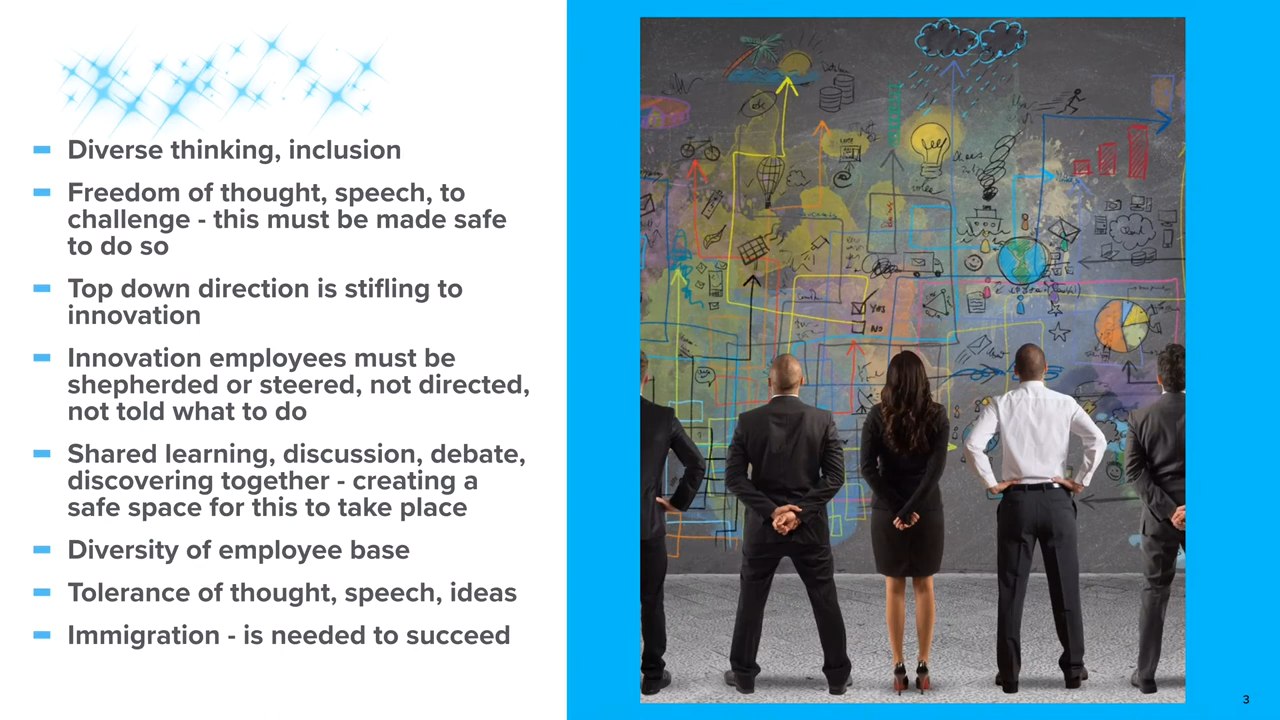 Diverse thinking, inclusion
Freedom of thought, speech, to
challenge - this must be made safe
to do so
Top down direction is stifling to
innovation
Innovation employees must be
shepherded or steered, not directed,
not told what to do
Shared learning, discussion, debate,
discovering together - creating a
safe space for this to take place
Diversity of employee base
Tolerance of thought, speech, ideas
Immigration - is needed to succeed
ok
YES
NO
3